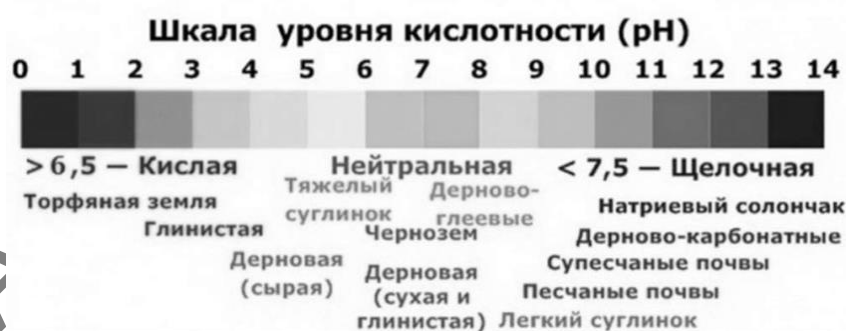 Шкала уровня кислотности (pH)
0 1 2 3 4 5 6 7 8 9 10 11 12 13 14
> 6,5 — Кислая Нейтральная < 7,5 — Щелочная
Торфяная земля
Глинистая
Тяжелый
суглинок
Дерново-
глеевые
Чернозем
Дерновая
(сырая)
Дерновая
(сухая и
глинистая)
Натриевый солончак
Дерново-карбонатные
Супесчаные почвы
Песчаные почвы
Легкий суглинок